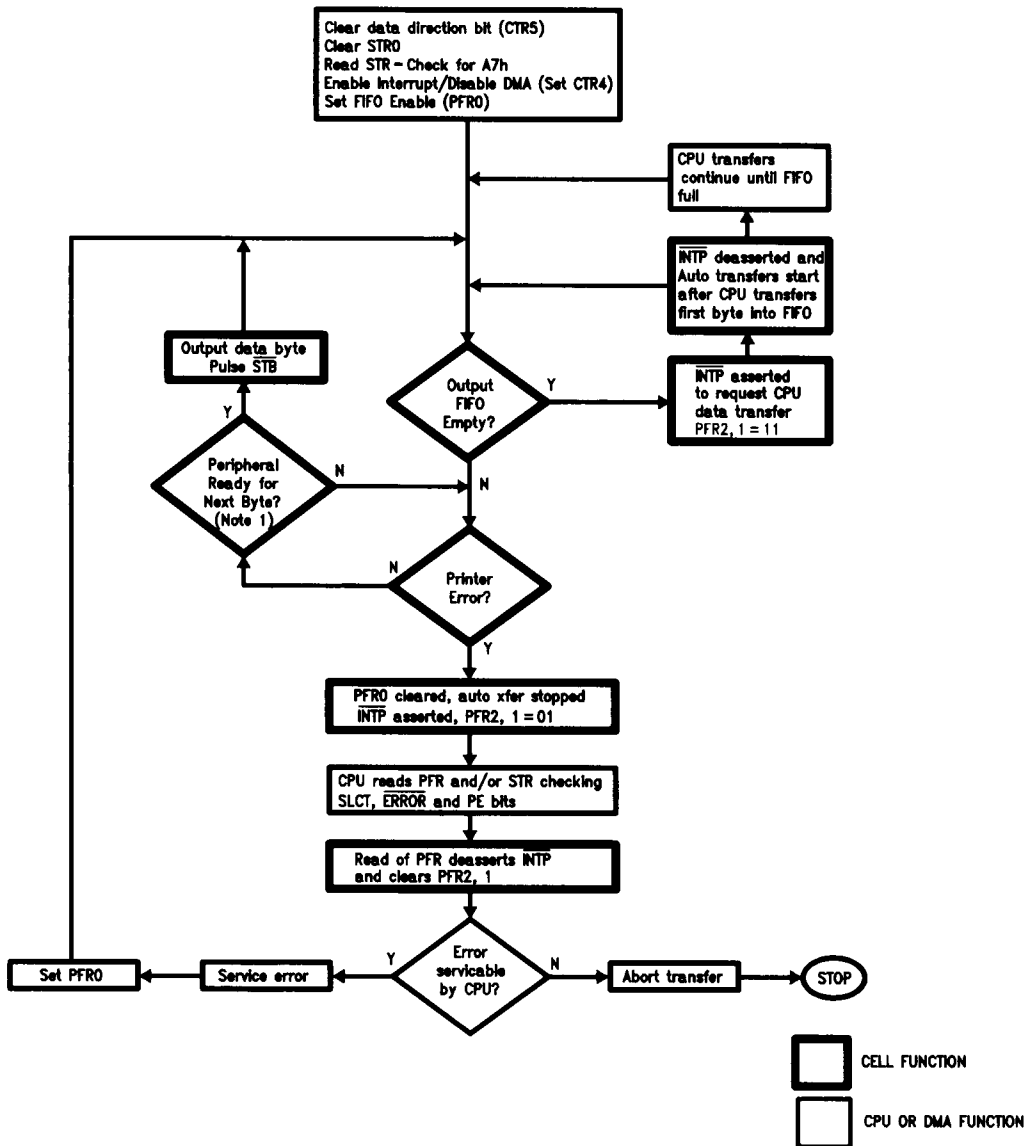 Clear data direction bit (CTR5)
Clear STR0
Read STR - Check for A7h
Enable Interrupt/Disable DMA (Set CTR4)
Set FIFO Enable (PFR0)
CPU transfers
continue until FIFO
full
INTP deasserted and
Auto transfers start
after CPU transfers
first byte into FIFO
Output data byte
Pulse STB
Output
FIFO
Empty?
Y
INTP asserted
to request CPU
data transfer
PFR2, 1 = 11
Y
Peripheral
Ready for
Next Byte?
(Note 1)
N
N
N
Printer
Error?
Y
PFR0 cleared, auto xfer stopped
INTP asserted, PFR2, 1 = 01
CPU reads PFR and/or STR checking
SLCT, ERROR and PE bits
Read of PFR deasserts INTP
and clears PFR2, 1
Set PFR0
Service error
Y
Error
servicable
by CPU?
N
Abort transfer
STOP
CELL FUNCTION
CPU OR DMA FUNCTION